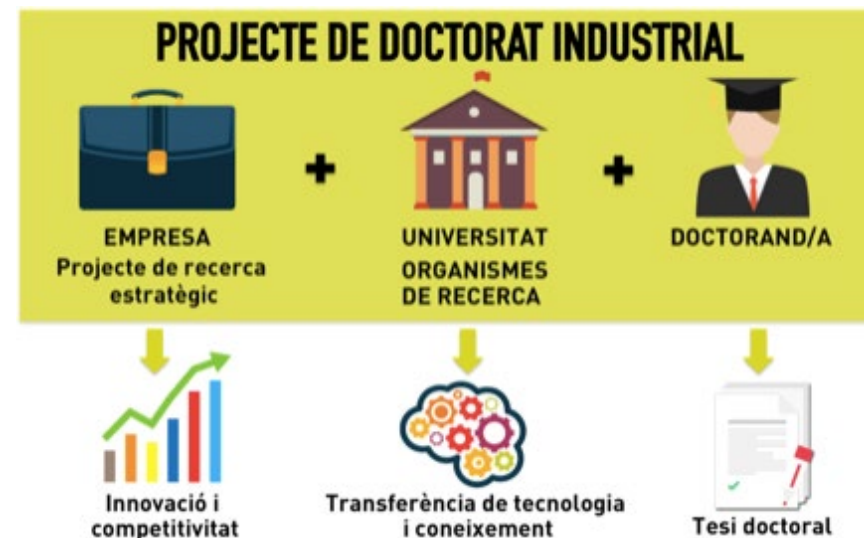 PROJECTE DE DOCTORAT INDUSTRIAL
EMPRESA
Projecte de recerca
estratègic
UNIVERSITAT
ORGANISMES
DE RECERCA
DOCTORAND/A
Innovació i
competitivitat
Transferència de tecnologia
i coneixement
Tesi doctoral